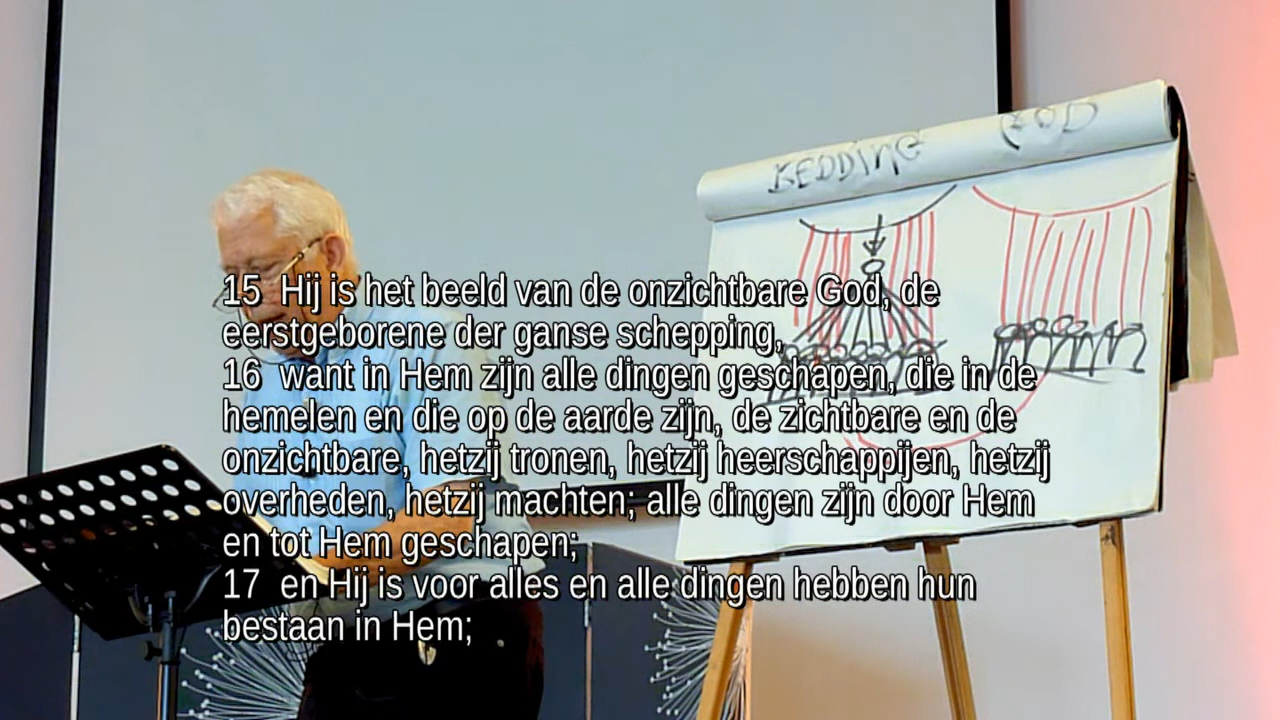 REDDING GOD
15 Hij is het beeld van de onzichtbare God, de
eerstgeborene der ganse schepping,
16 want in Hem zijn alle dingen geschapen, die in de
hemelen en die op de aarde zijn, de zichtbare en de
onzichtbare, hetzij tronen, hetzij heerschappijen, hetzij
overheden, hetzij machten; alle dingen zijn door Hem
en tot Hem geschapen;
17 en Hij is voor alles en alle dingen hebben hun
bestaan in Hem;